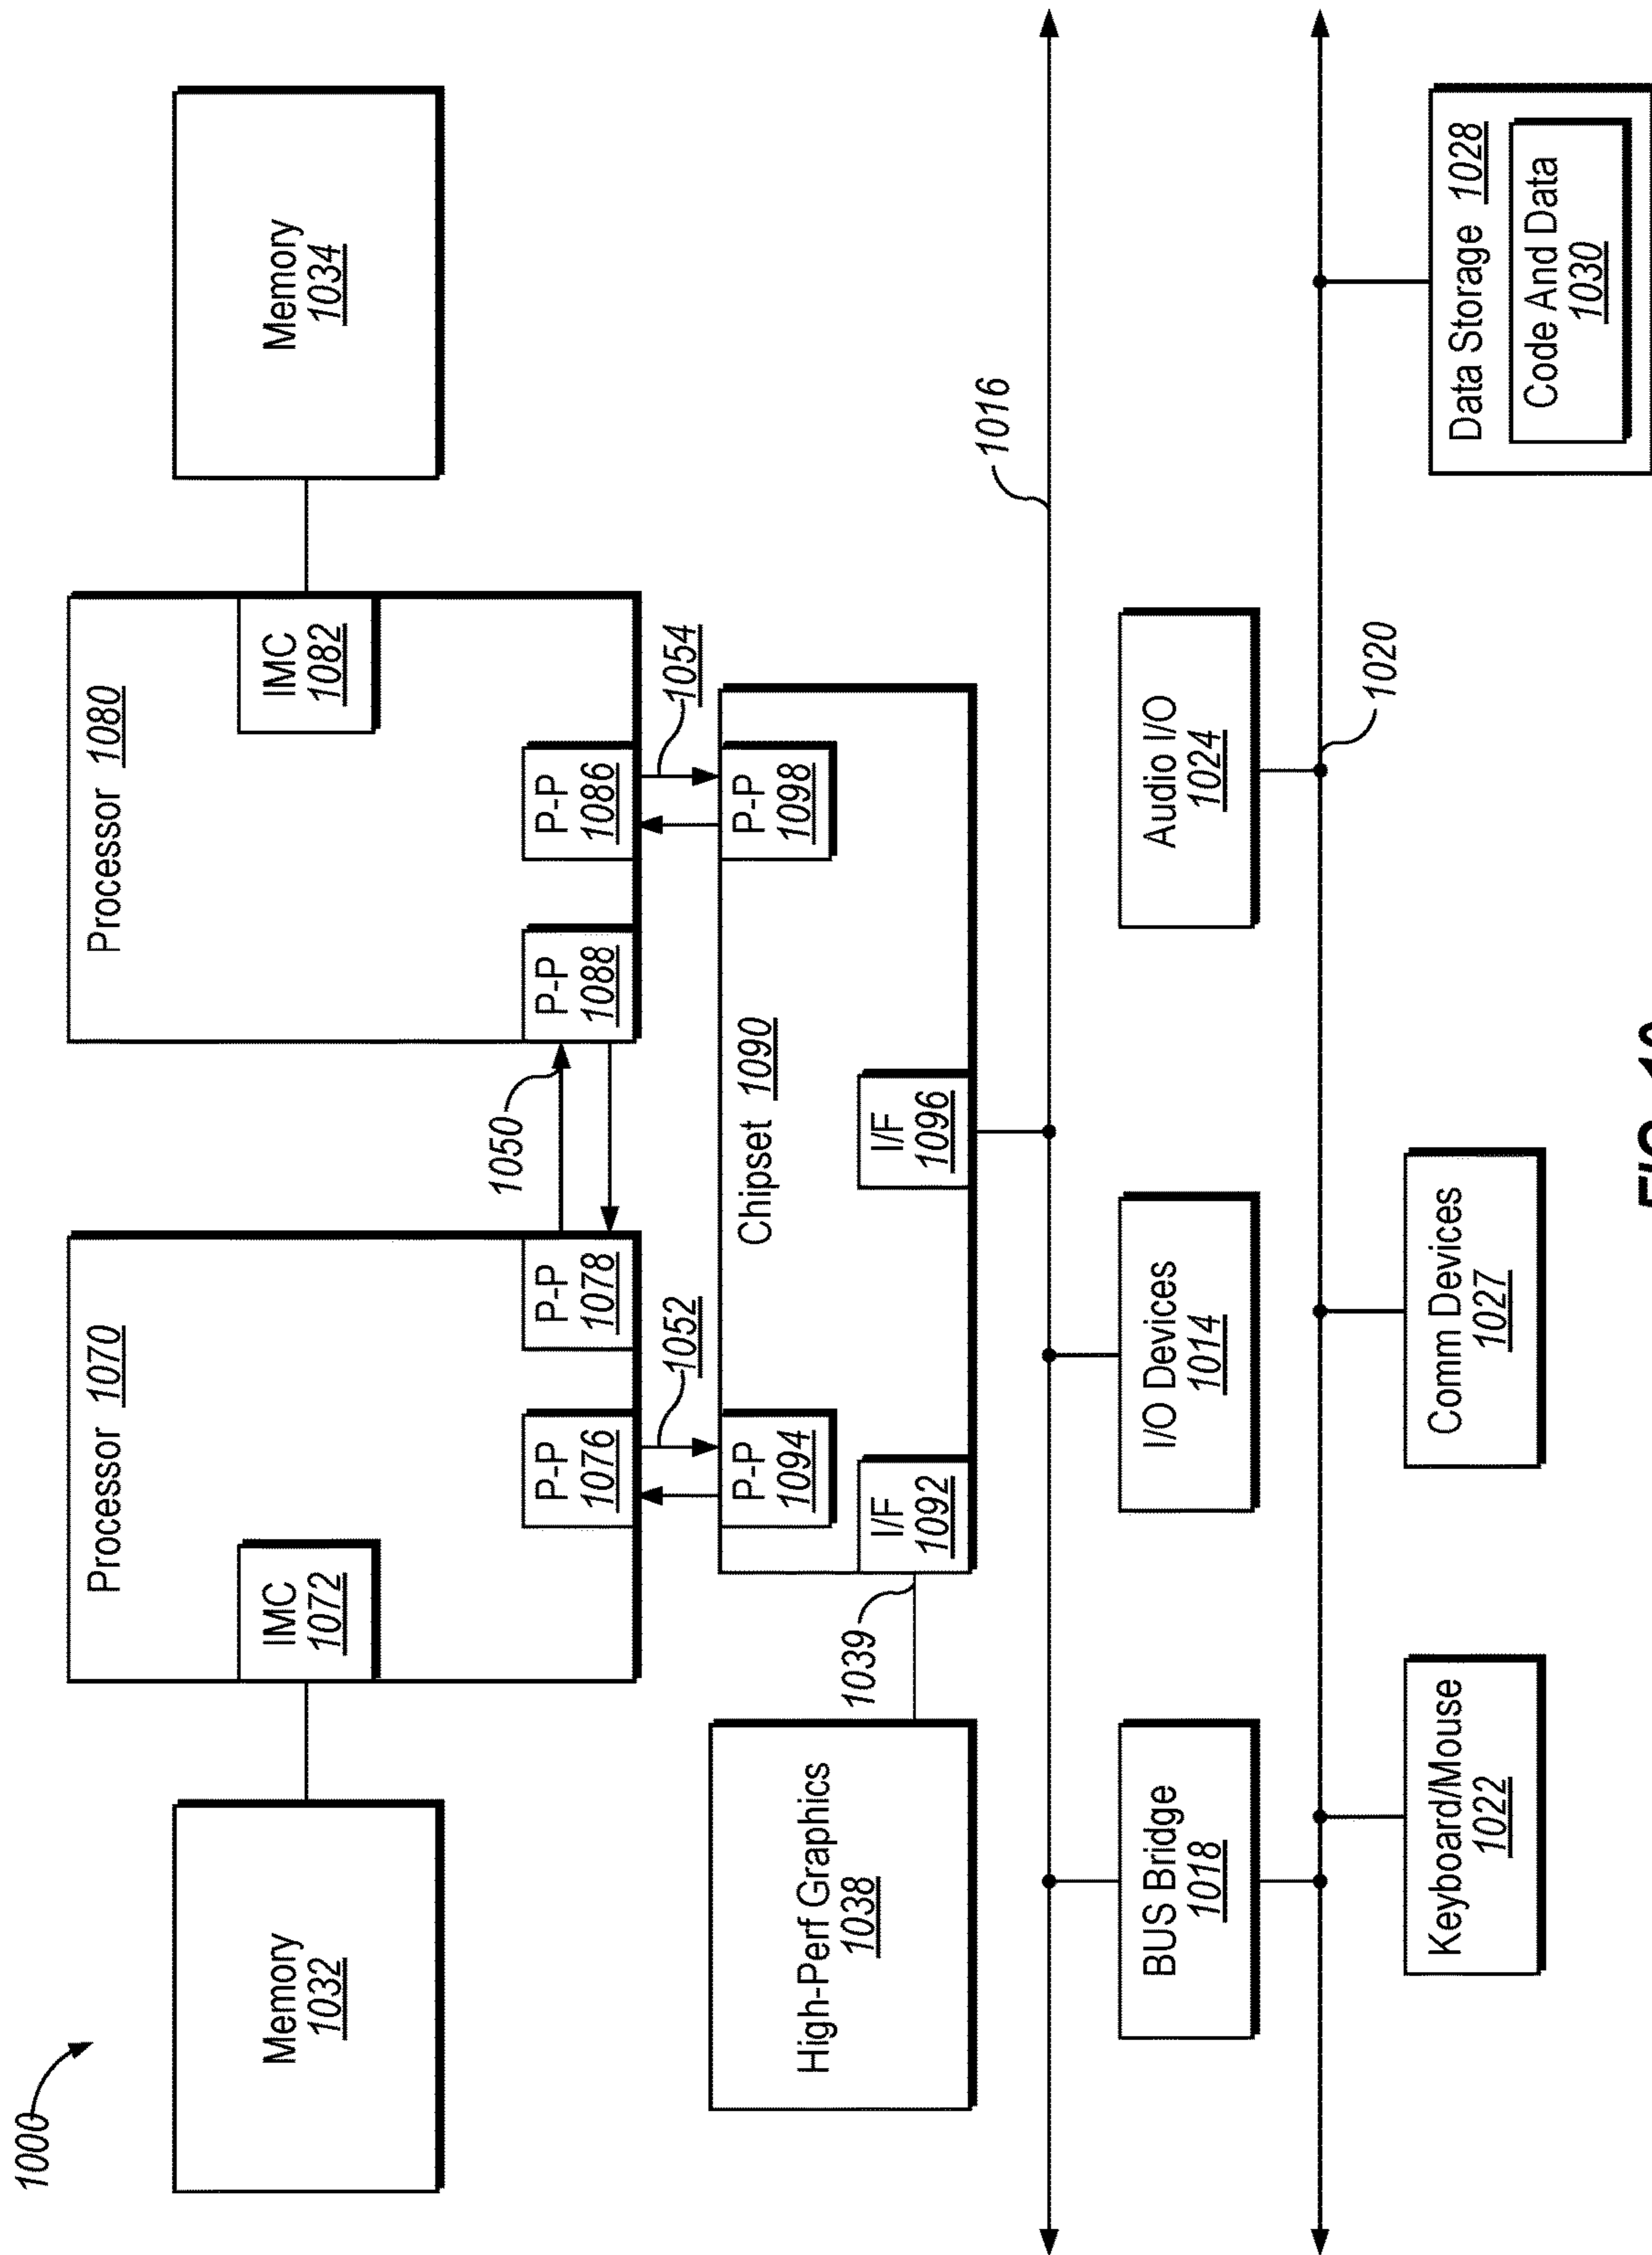 1000
Processor 1070
Processor 1080
Memory
1032
IMC
1072
IMC
1082
Memory
1034
1050
P-P
1076
P-P
1078
P-P
1088
P-P
1086
1052
1054
P-P
1094
P-P
1098
Chipset 1090
High-Perf Graphics
1038
1039
I/F
1092
I/F
1096
1016
BUS Bridge
1018
I/O Devices
1014
Audio I/O
1024
1020
Keyboard/Mouse
1022
Comm Devices
1027
Data Storage 1028
Code And Data
1030
FIG. 10